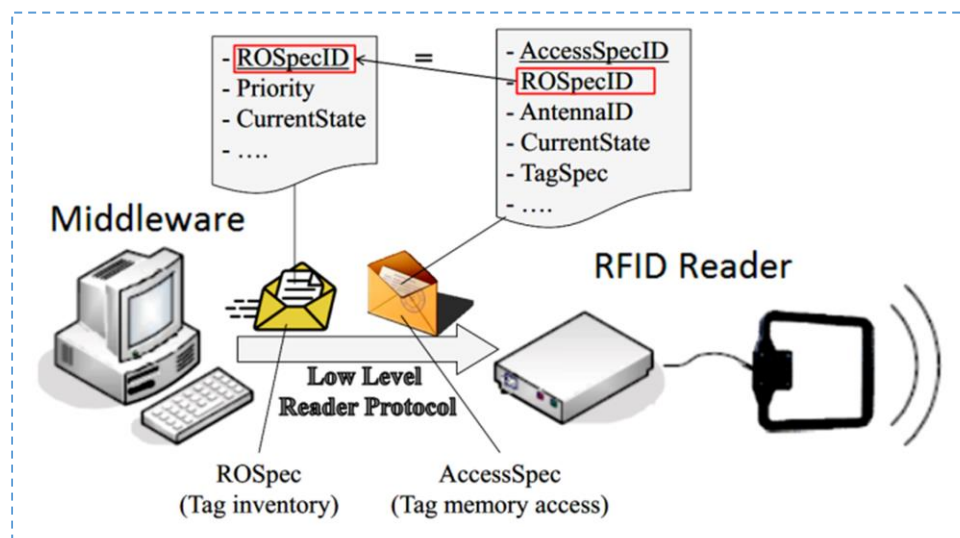 - ROSpecID
- Priority
- CurrentState
- ....
=
- AccessSpecID
- ROSpecID
- AntennaID
- CurrentState
- TagSpec
- ....
Middleware
RFID Reader
Low Level
Reader Protocol
ROSpec
(Tag inventory)
AccessSpec
(Tag memory access)